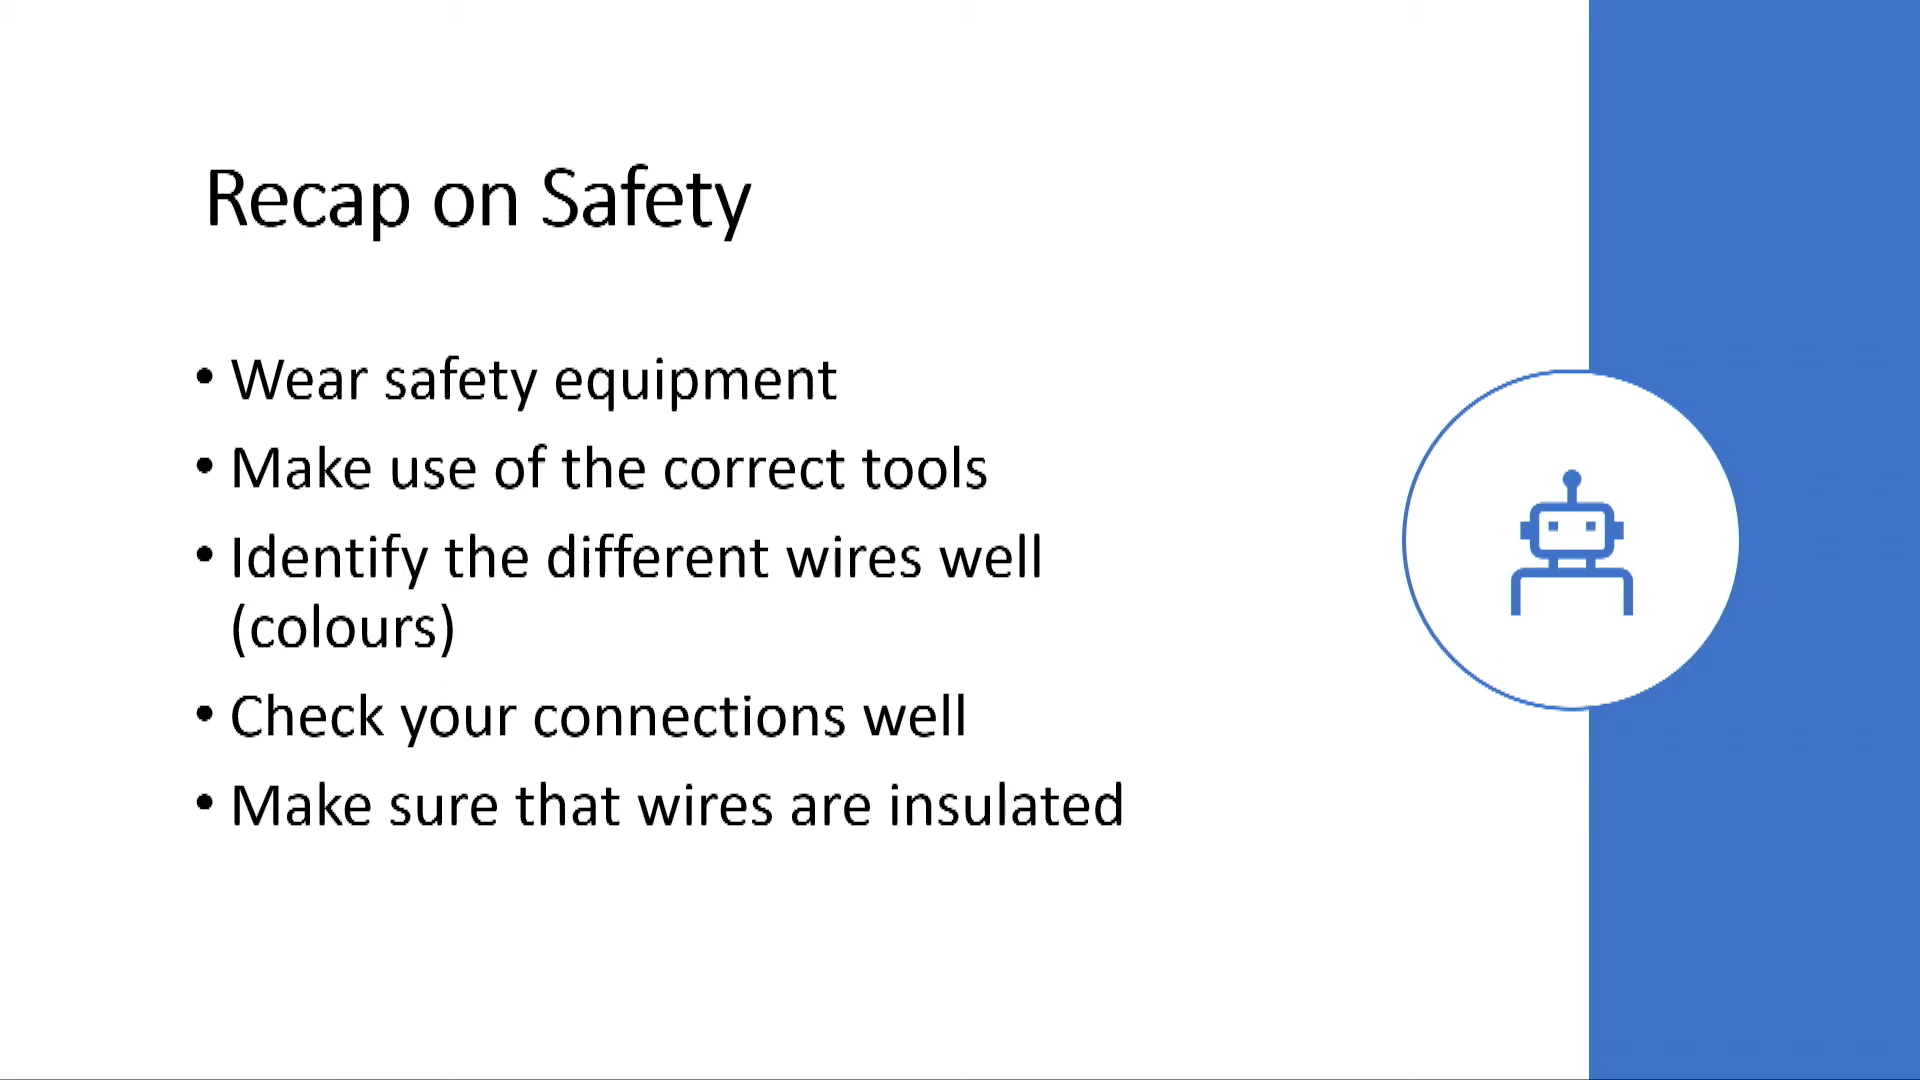 Recap on Safety
• Wear safety equipment
• Make use of the correct tools
• Identify the different wires well
(colours)
• Check your connections well
• Make sure that wires are insulated